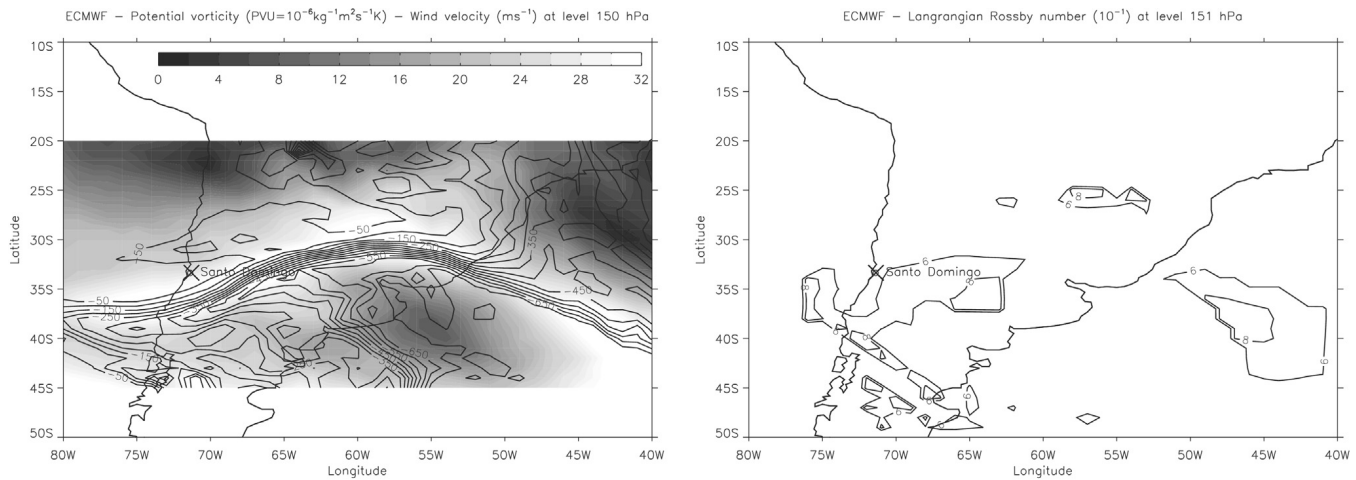 ECMWF – Potential vorticity (PVU=10⁻⁶kg⁻¹m²s⁻¹K) – Wind velocity (ms⁻¹) at level 150 hPa
10S
0 4 8 12 16 20 24 28 32
15S
20S
25S
30S
35S
40S
45S
50S
Latitude
−50
−150
−250
−550
−350
−50
Santo Domingo
−50
−150
−250
−450
−150
−50
80W 75W 70W 65W 60W 55W 50W 45W 40W
Longitude
ECMWF – Langrangian Rossby number (10⁻¹) at level 151 hPa
10S
15S
20S
25S
30S
35S
40S
45S
50S
Latitude
8
6
6
Santo Domingo
6
8
6
8
6
6
80W 75W 70W 65W 60W 55W 50W 45W 40W
Longitude